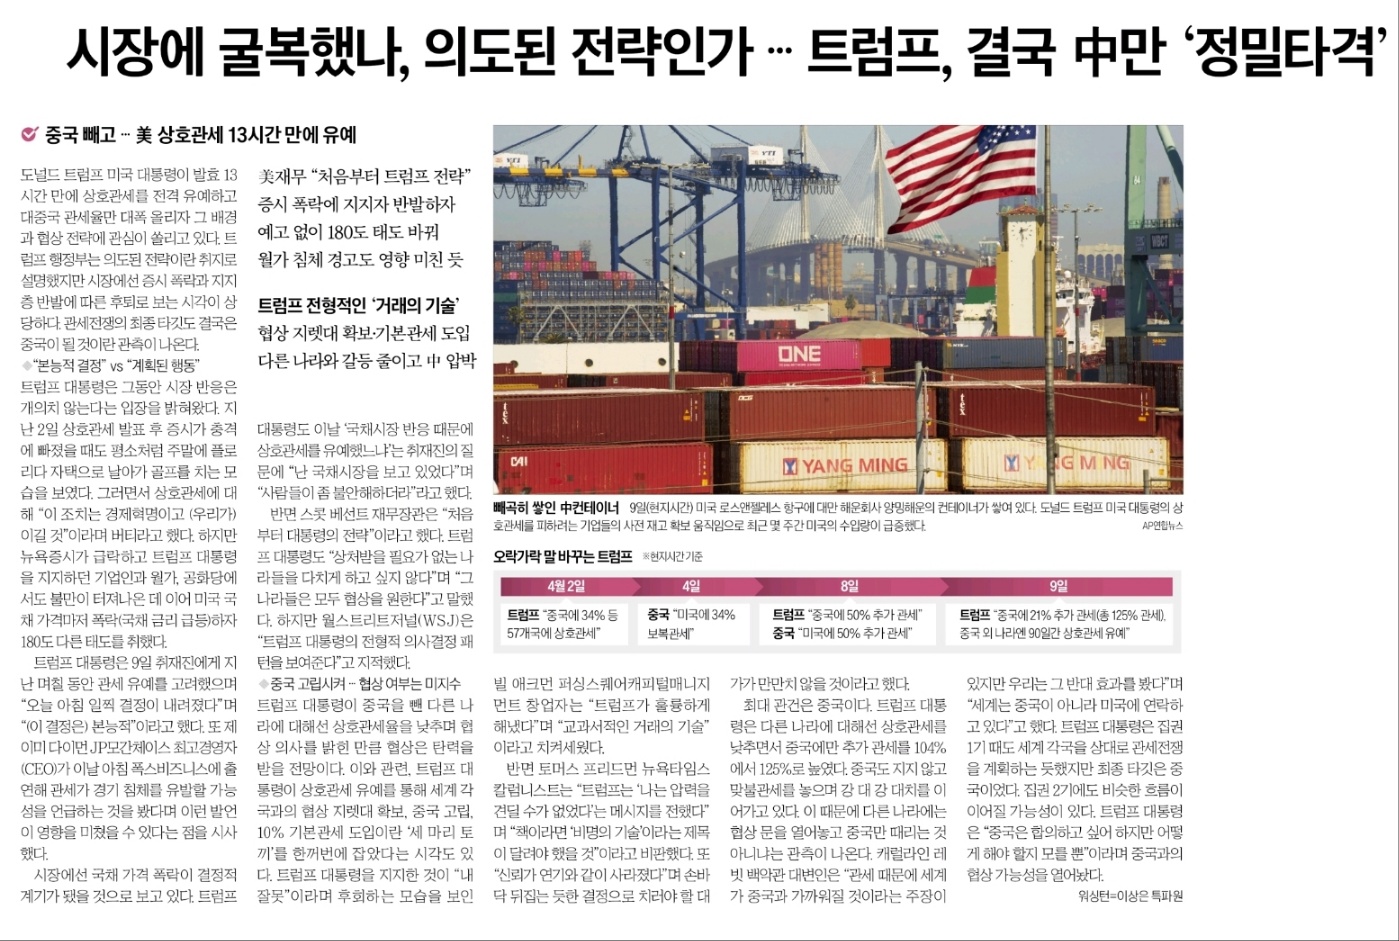 시장에 굴복했나, 의도된 전략인가 … 트럼프, 결국 中만 ‘정밀타격’
중국 빼고 … 美 상호관세 13시간 만에 유예
도널드 트럼프 미국 대통령이 발효 13
시간 만에 상호관세를 전격 유예하고
대중국 관세율만 대폭 올리자 그 배경
과 협상 전략에 관심이 쏠리고 있다. 트
럼프 행정부는 의도된 전략이란 취지로
설명했지만 시장에선 증시 폭락과 지지
층 반발에 따른 후퇴로 보는 시각이 상
당하다. 관세전쟁의 최종 타깃도 결국은
중국이 될 것이란 관측이 나온다.
◆“본능적 결정” vs “계획된 행동”
트럼프 대통령은 그동안 시장 반응은
개의치 않는다는 입장을 밝혀왔다. 지
난 2일 상호관세 발표 후 증시가 충격
에 빠졌을 때도 평소처럼 주말에 플로
리다 자택으로 날아가 골프를 치는 모
습을 보였다. 그러면서 상호관세에 대
해 “이 조치는 경제혁명이고 (우리가)
이길 것”이라며 버티라고 했다. 하지만
뉴욕증시가 급락하고 트럼프 대통령
을 지지하던 기업인과 월가, 공화당에
서도 불만이 터져나온 데 이어 미국 국
채 가격마저 폭락(국채 금리 급등)하자
180도 다른 태도를 취했다.
트럼프 대통령은 9일 취재진에게 지
난 며칠 동안 관세 유예를 고려했으며
“오늘 아침 일찍 결정이 내려졌다”며
“(이 결정은) 본능적”이라고 했다. 또 제
이미 다이먼 JP모간체이스 최고경영자
(CEO)가 이날 아침 폭스비즈니스에 출
연해 관세가 경기 침체를 유발할 가능
성을 언급하는 것을 봤다며 이런 발언
이 영향을 미쳤을 수 있다는 점을 시사
했다.
시장에선 국채 가격 폭락이 결정적
계기가 됐을 것으로 보고 있다. 트럼프
美재무 “처음부터 트럼프 전략”
증시 폭락에 지지자 반발하자
예고 없이 180도 태도 바꿔
월가 침체 경고도 영향 미친 듯
트럼프 전형적인 ‘거래의 기술’
협상 지렛대 확보·기본관세 도입
다른 나라와 갈등 줄이고 中 압박
대통령도 이날 ‘국채시장 반응 때문에
상호관세를 유예했느냐’는 취재진의 질
문에 “난 국채시장을 보고 있었다”며
“사람들이 좀 불안해하더라”라고 했다.
반면 스콧 베선트 재무장관은 “처음
부터 대통령의 전략”이라고 했다. 트럼
프 대통령도 “상처받을 필요가 없는 나
라들을 다치게 하고 싶지 않다”며 “그
나라들은 모두 협상을 원한다”고 말했
다. 하지만 월스트리트저널(WSJ)은
“트럼프 대통령의 전형적 의사결정 패
턴을 보여준다”고 지적했다.
◆중국 고립시켜 … 협상 여부는 미지수
트럼프 대통령이 중국을 뺀 다른 나
라에 대해선 상호관세율을 낮추며 협
상 의사를 밝힌 만큼 협상은 탄력을
받을 전망이다. 이와 관련, 트럼프 대
통령이 상호관세 유예를 통해 세계 각
국과의 협상 지렛대 확보, 중국 고립,
10% 기본관세 도입이란 ‘세 마리 토
끼’를 한꺼번에 잡았다는 시각도 있
다. 트럼프 대통령을 지지한 것이 “내
잘못”이라며 후회하는 모습을 보인
YTI
YTI
WBCT
ONE
tex
OCG
tex
CAI
YANG MING
YANG MING
빼곡히 쌓인 中컨테이너 9일(현지시간) 미국 로스앤젤레스 항구에 대만 해운회사 양밍해운의 컨테이너가 쌓여 있다. 도널드 트럼프 미국 대통령의 상
호관세를 피하려는 기업들의 사전 재고 확보 움직임으로 최근 몇 주간 미국의 수입량이 급증했다. AP연합뉴스
오락가락 말 바꾸는 트럼프 ※현지시간 기준
4월 2일 4일 8일 9일
트럼프 “중국에 34% 등
57개국에 상호관세”
중국 “미국에 34%
보복관세”
트럼프 “중국에 50% 추가 관세”
중국 “미국에 50% 추가 관세”
트럼프 “중국에 21% 추가 관세(총 125% 관세),
중국 외 나라엔 90일간 상호관세 유예”
빌 애크먼 퍼싱스퀘어캐피털매니지
먼트 창업자는 “트럼프가 훌륭하게
해냈다”며 “교과서적인 거래의 기술”
이라고 치켜세웠다.
반면 토머스 프리드먼 뉴욕타임스
칼럼니스트는 “트럼프는 ‘나는 압력을
견딜 수가 없었다’는 메시지를 전했다”
며 “책이라면 ‘비명의 기술’이라는 제목
이 달려야 했을 것”이라고 비판했다. 또
“신뢰가 연기와 같이 사라졌다”며 손바
닥 뒤집는 듯한 결정으로 치러야 할 대
가가 만만치 않을 것이라고 했다.
최대 관건은 중국이다. 트럼프 대통
령은 다른 나라에 대해선 상호관세를
낮추면서 중국에만 추가 관세를 104%
에서 125%로 높였다. 중국도 지지 않고
맞불관세를 놓으며 강 대 강 대치를 이
어가고 있다. 이 때문에 다른 나라에는
협상 문을 열어놓고 중국만 때리는 것
아니냐는 관측이 나온다. 캐럴라인 레
빗 백악관 대변인은 “관세 때문에 세계
가 중국과 가까워질 것이라는 주장이
있지만 우리는 그 반대 효과를 봤다”며
“세계는 중국이 아니라 미국에 연락하
고 있다”고 했다. 트럼프 대통령은 집권
1기 때도 세계 각국을 상대로 관세전쟁
을 계획하는 듯했지만 최종 타깃은 중
국이었다. 집권 2기에도 비슷한 흐름이
이어질 가능성이 있다. 트럼프 대통령
은 “중국은 합의하고 싶어 하지만 어떻
게 해야 할지 모를 뿐”이라며 중국과의
협상 가능성을 열어놨다.
워싱턴=이상은 특파원